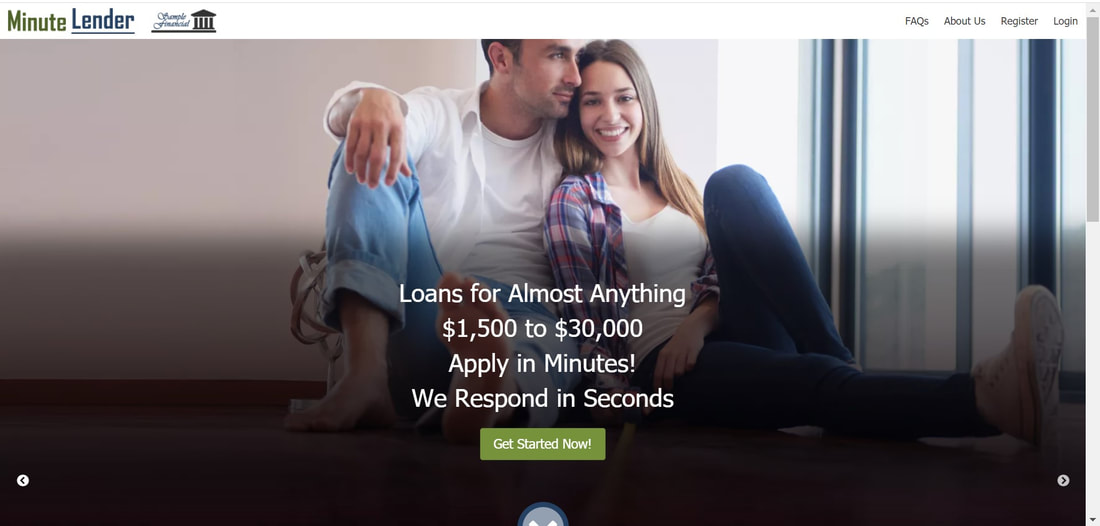 Minute Lender
Sample
Financial
FAQs About Us Register Login
Loans for Almost Anything
$1,500 to $30,000
Apply in Minutes!
We Respond in Seconds
Get Started Now!